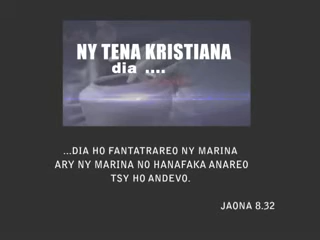 NY TENA KRISTIANA
dia ....
...DIA HO FANTATRAREO NY MARINA
ARY NY MARINA NO HANAFAKA ANAREO
TSY HO ANDEVO.
JAONA 8.32